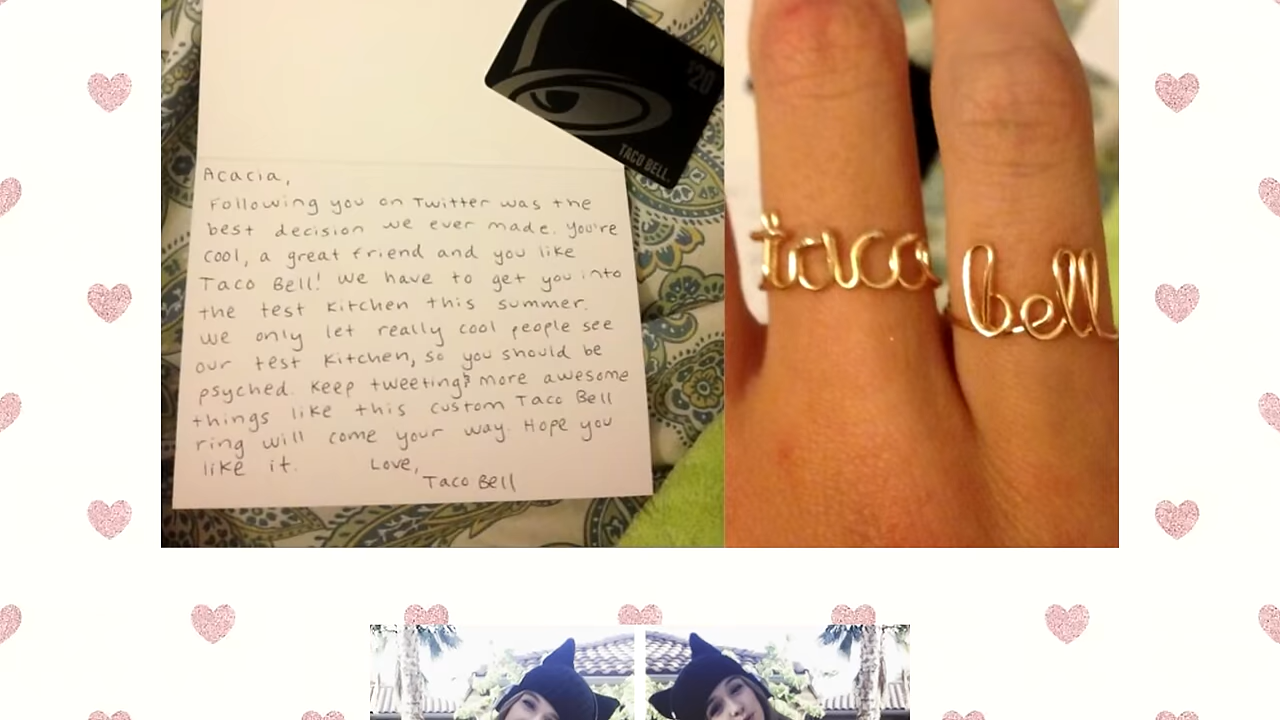 $20
TACO BELL.
Acacia,
Following you on Twitter was the
best decision we ever made. you're
cool, a great friend and you like
Taco Bell! We have to get you into
the test kitchen this summer.
we only let really cool people see
our test kitchen, so you should be
psyched. Keep tweeting & more awesome
things like this custom Taco Bell
ring will come your way. Hope you
like it.
Love,
Taco Bell
taco
bell